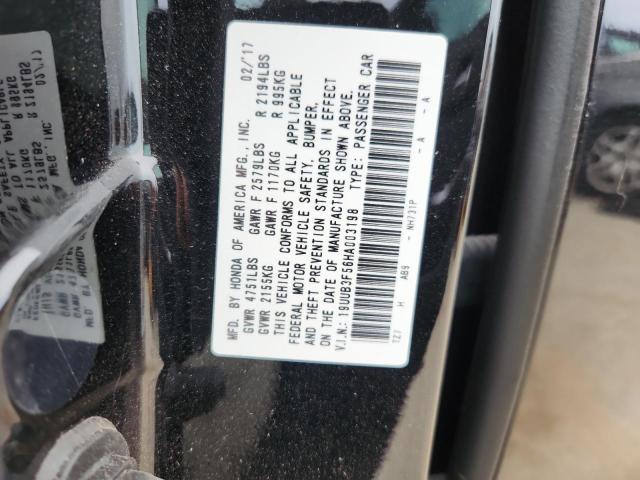 MFD. BY HONDA OF AMERICA MFG., INC. 02/17
GVWR 4751LBS GAWR F 2579LBS R 2194LBS
GVWR 2155KG GAWR F 1170KG R 995KG
THIS VEHICLE CONFORMS TO ALL APPLICABLE
FEDERAL MOTOR VEHICLE SAFETY, BUMPER,
AND THEFT PREVENTION STANDARDS IN EFFECT
ON THE DATE OF MANUFACTURE SHOWN ABOVE.
V.I.N.: 19UUB3F56HA003198 TYPE: PASSENGER CAR
TZ7 H AB9 - NH731P - A - A